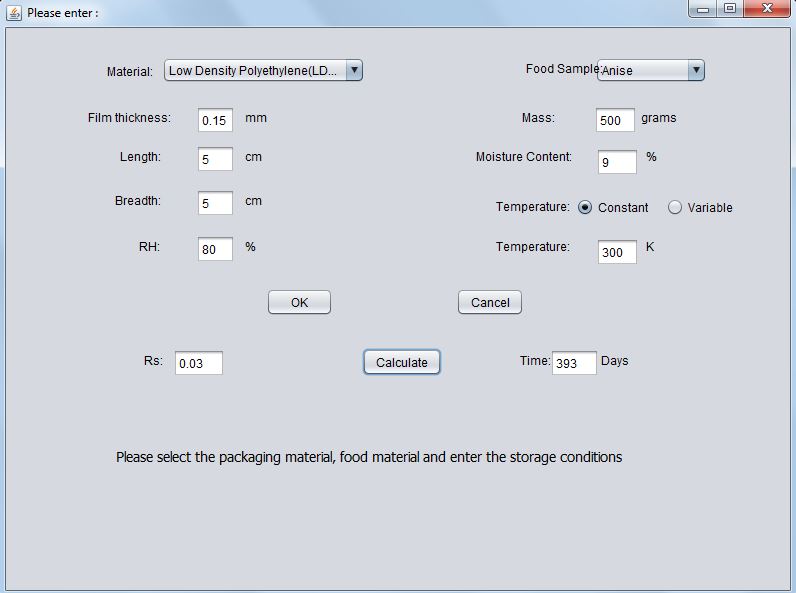 Please enter :
Material: Low Density Polyethylene(LD... Food Sample: Anise
Film thickness: 0.15 mm Mass: 500 grams
Length: 5 cm Moisture Content: 9 %
Breadth: 5 cm Temperature: Constant Variable
RH: 80 % Temperature: 300 K
OK Cancel
Rs: 0.03 Calculate Time: 393 Days
Please select the packaging material, food material and enter the storage conditions